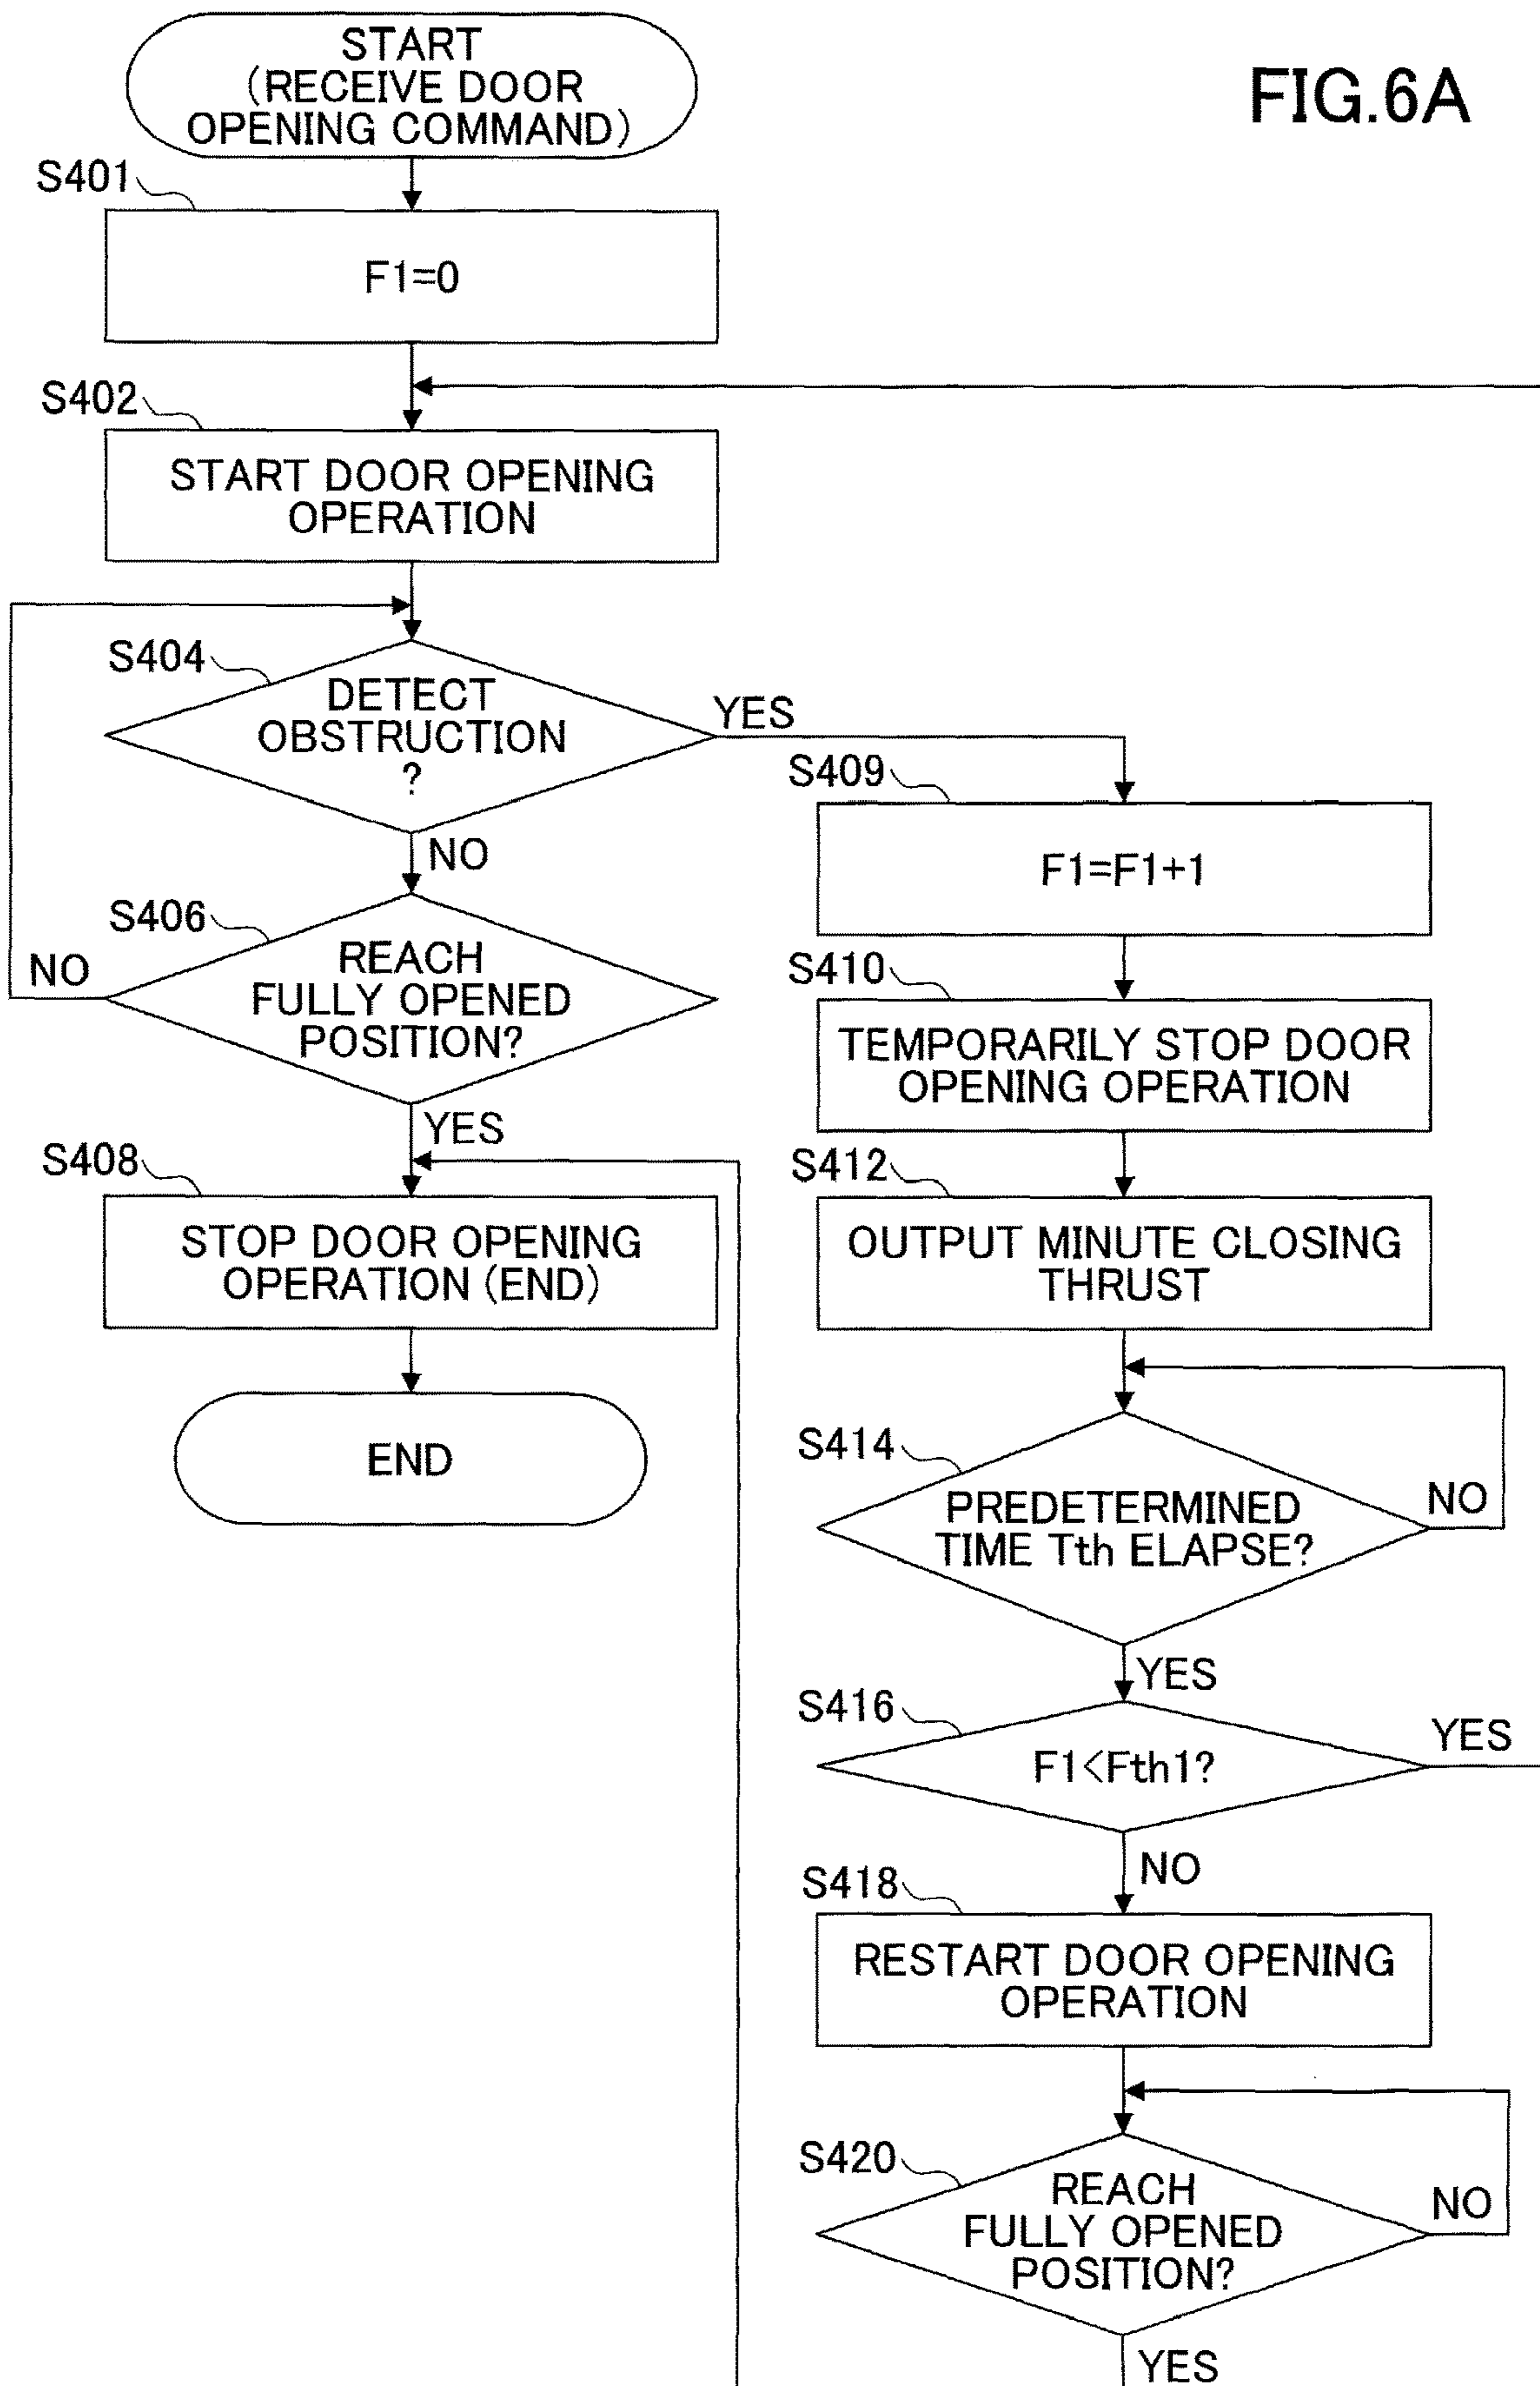 FIG.6A
START
(RECEIVE DOOR
OPENING COMMAND)
S401
F1=0
S402
START DOOR OPENING
OPERATION
S404
DETECT
OBSTRUCTION
?
YES
NO
S406
REACH
FULLY OPENED
POSITION?
NO
YES
S408
STOP DOOR OPENING
OPERATION (END)
END
S409
F1=F1+1
S410
TEMPORARILY STOP DOOR
OPENING OPERATION
S412
OUTPUT MINUTE CLOSING
THRUST
S414
PREDETERMINED
TIME Tth ELAPSE?
NO
YES
S416
F1<Fth1?
YES
NO
S418
RESTART DOOR OPENING
OPERATION
S420
REACH
FULLY OPENED
POSITION?
NO
YES